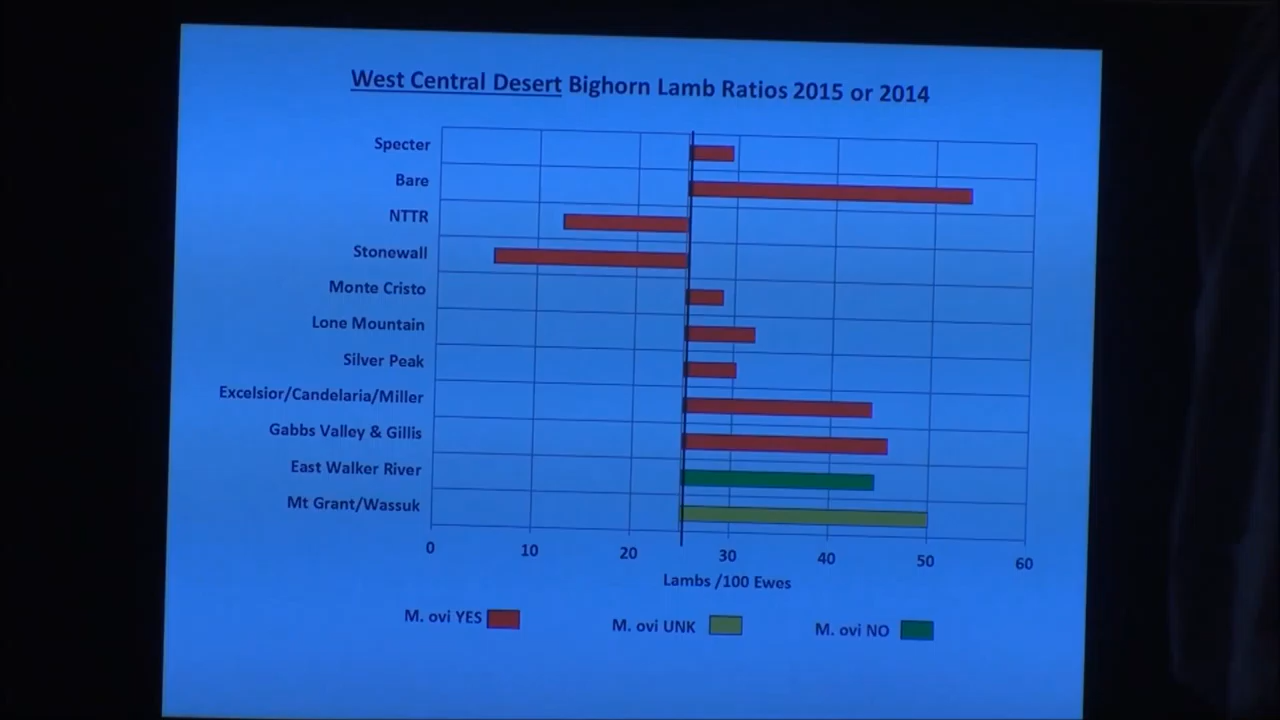 West Central Desert Bighorn Lamb Ratios 2015 or 2014
Specter
Bare
NTTR
Stonewall
Monte Cristo
Lone Mountain
Silver Peak
Excelsior/Candelaria/Miller
Gabbs Valley & Gillis
East Walker River
Mt Grant/Wassuk
0 10 20 30 40 50 60
Lambs /100 Ewes
M. ovi YES M. ovi UNK M. ovi NO